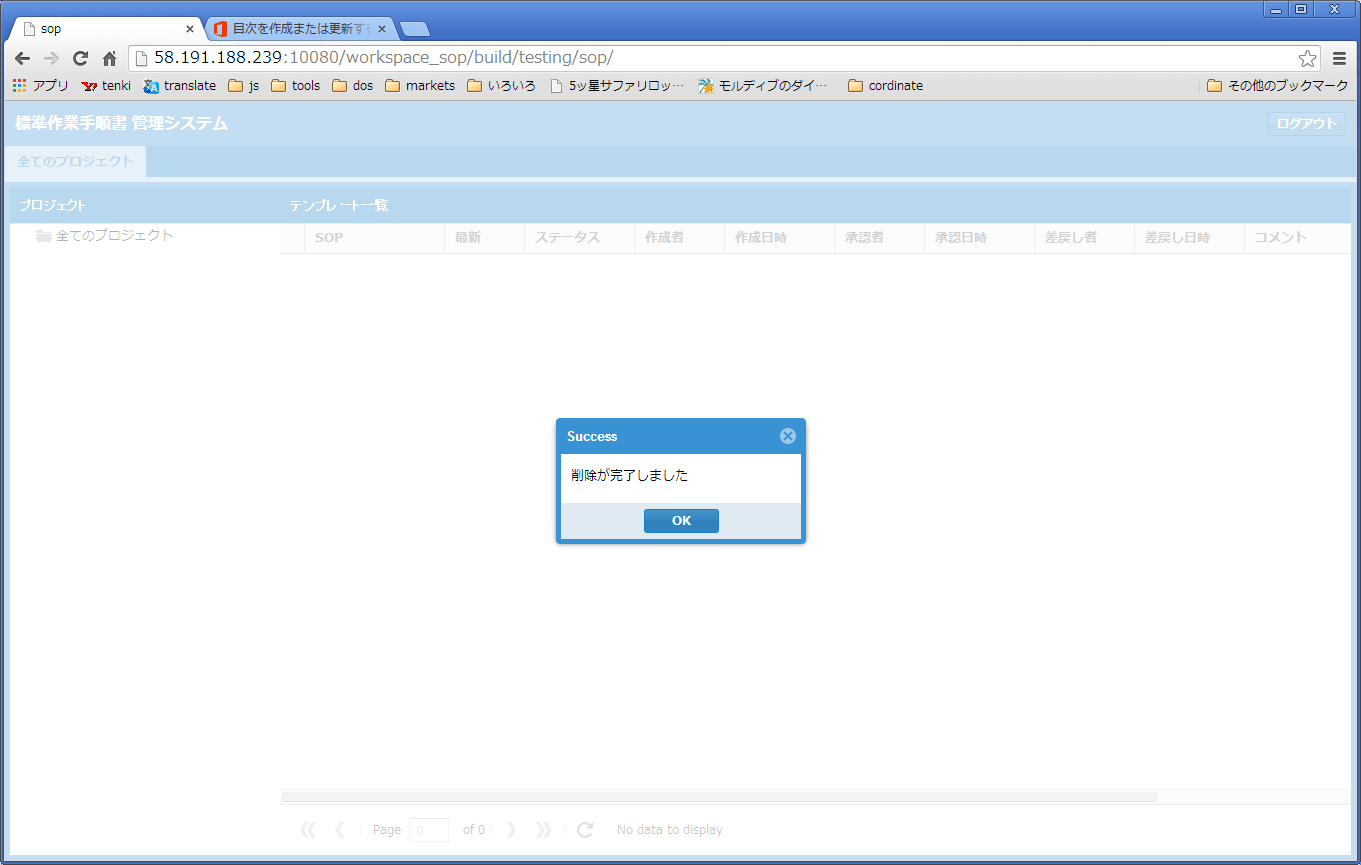 sop
目次を作成または更新する
58.191.188.239:10080/workspace_sop/build/testing/sop/
アプリ tenki translate js tools dos markets いろいろ 5ッ星サファリロッ… モルディブのダイ… cordinate その他のブックマーク
標準作業手順書 管理システム ログアウト
全てのプロジェクト
プロジェクト テンプレート一覧
全てのプロジェクト SOP 最新 ステータス 作成者 作成日時 承認者 承認日時 差戻し者 差戻し日時 コメント
Success
削除が完了しました
OK
Page 0 of 0 No data to display